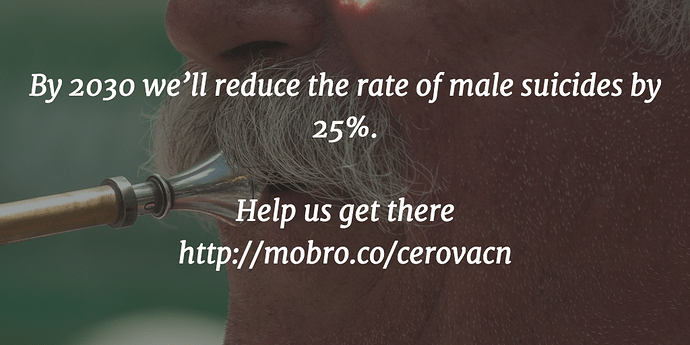 By 2030 we’ll reduce the rate of male suicides by
25%.
Help us get there
http://mobro.co/cerovacn